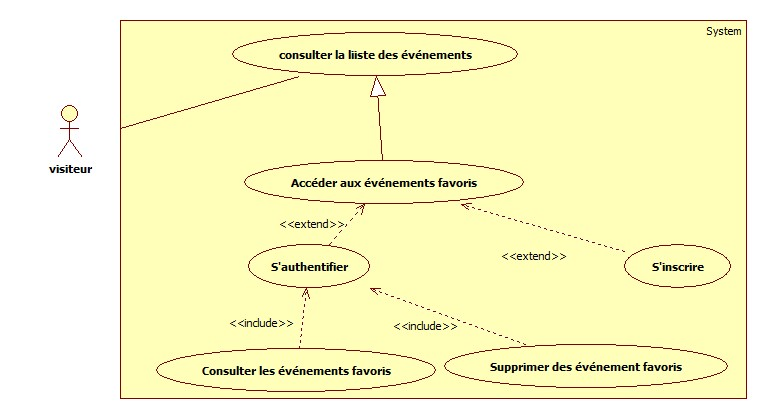 System
consulter la liiste des événements
visiteur
Accéder aux événements favoris
<<extend>>
<<extend>>
S'authentifier
S'inscrire
<<include>>
<<include>>
Consulter les événements favoris
Supprimer des événement favoris